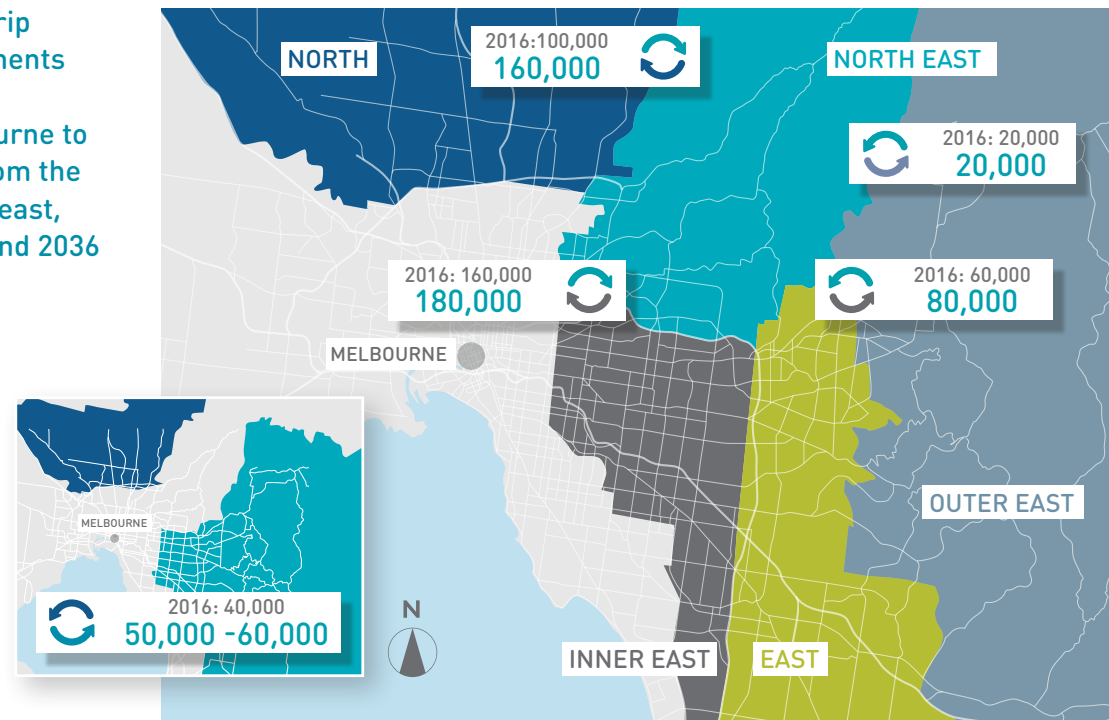 NORTH
2016:100,000
160,000
NORTH EAST
2016: 20,000
20,000
urne to
om the
east,
nd 2036
2016: 160,000
180,000
2016: 60,000
80,000
MELBOURNE
MELBOURNE
OUTER EAST
2016: 40,000
50,000 -60,000
N
INNER EAST
EAST